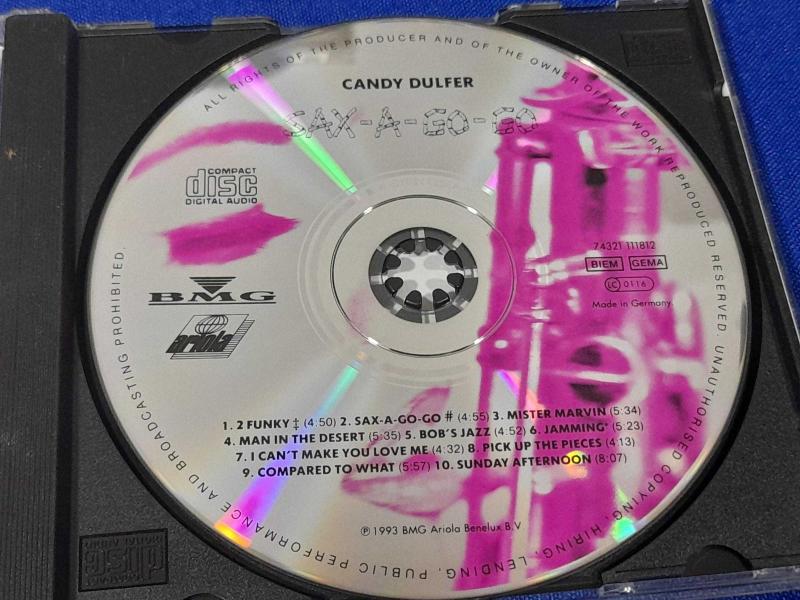 ALL RIGHTS OF THE PRODUCER AND OF THE OWNER OF THE WORK REPRODUCED RESERVED. UNAUTHORISED COPYING, HIRING, LENDING, PUBLIC PERFORMANCE AND BROADCASTING PROHIBITED.
CANDY DULFER
SAX-A-GO-GO
COMPACT
disc
DIGITAL AUDIO
BMG
ariola
74321 111812
BIEM GEMA
LC 0116
Made in Germany.
1. 2 FUNKY ‡ (4:50) 2. SAX-A-GO-GO # (4:55) 3. MISTER MARVIN (5:34)
4. MAN IN THE DESERT (5:35) 5. BOB'S JAZZ (4:52) 6. JAMMING* (5:23)
7. I CAN'T MAKE YOU LOVE ME (4:32) 8. PICK UP THE PIECES (4:13)
9. COMPARED TO WHAT (5:57) 10. SUNDAY AFTERNOON (8:07)
℗ 1993 BMG Ariola Benelux B.V